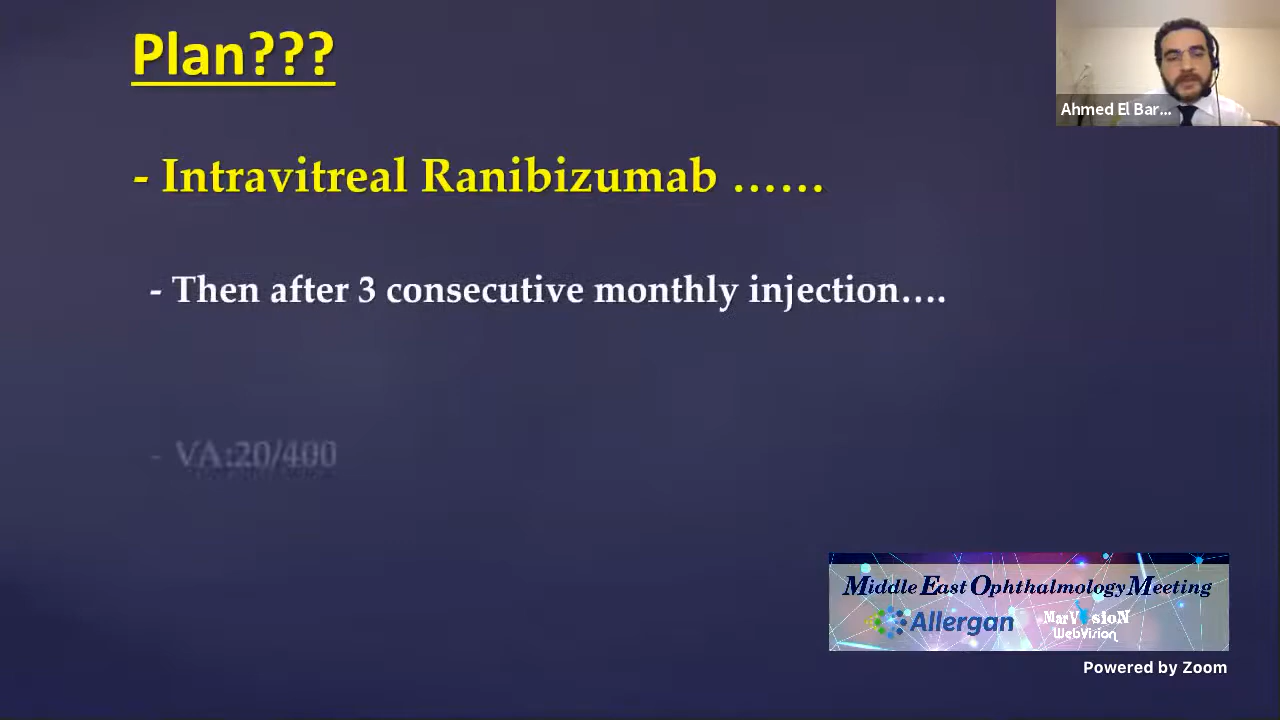 Plan???
Ahmed El Bar...
- Intravitreal Ranibizumab ......
- Then after 3 consecutive monthly injection....
- VA:20/400
Middle East Ophthalmology Meeting
Allergan
MarVisioN
WebVision
Powered by Zoom